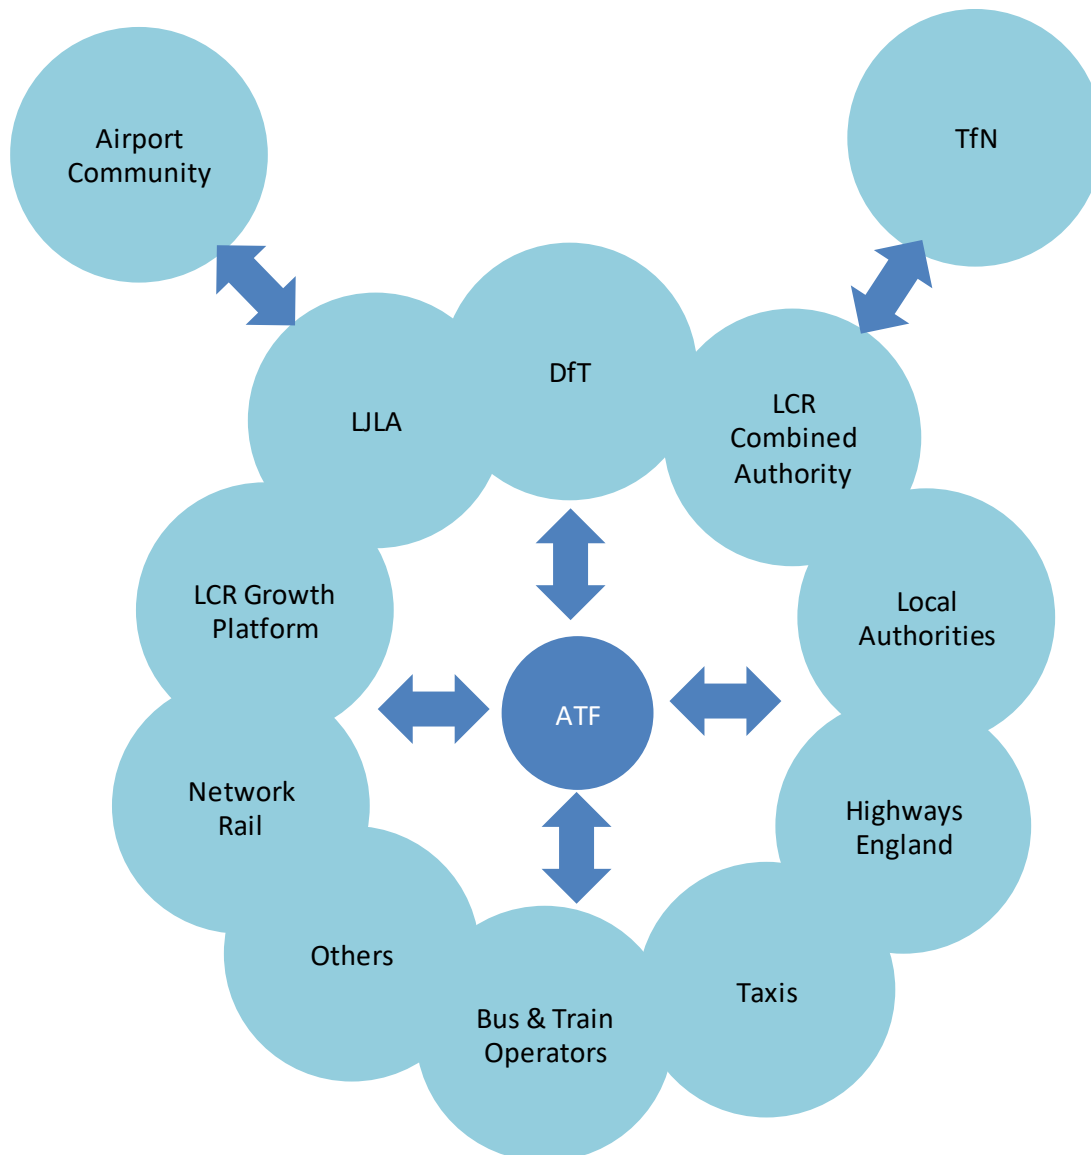 Airport
Community
TfN
DfT
LJLA
LCR
Combined
Authority
LCR Growth
Platform
Local
Authorities
ATF
Network
Rail
Highways
England
Others
Taxis
Bus & Train
Operators